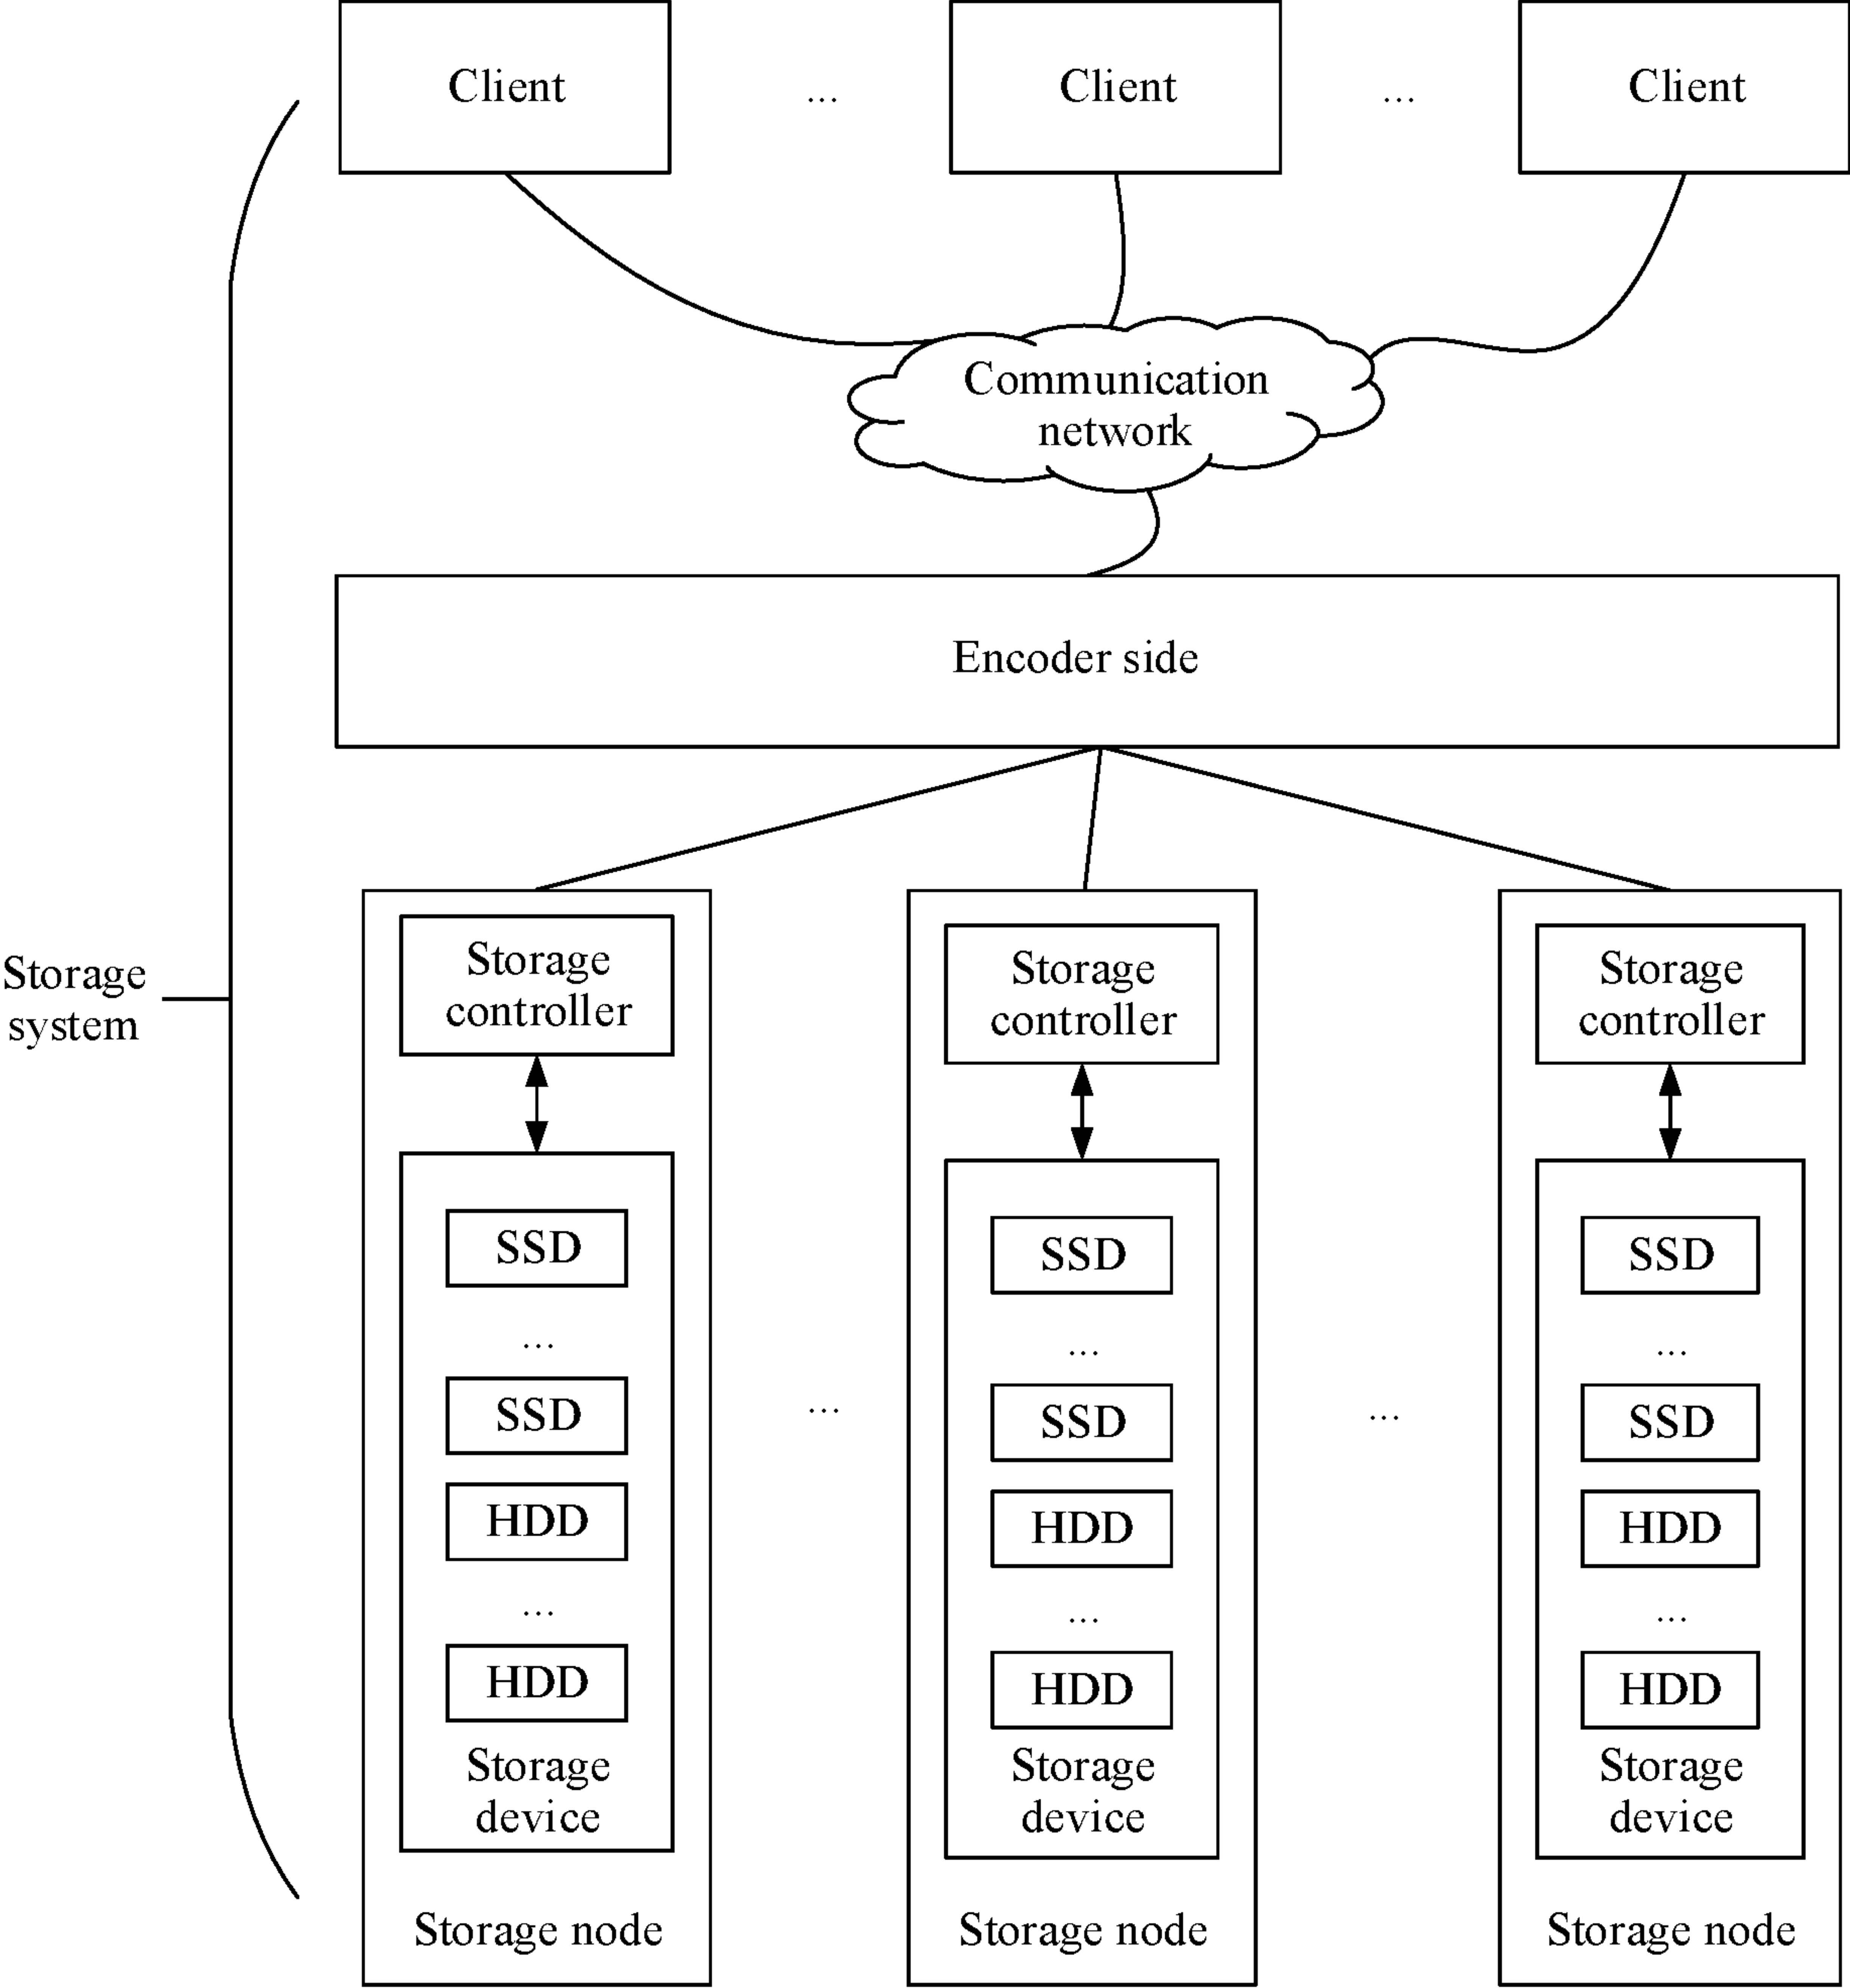 Client
...
Client
...
Client
Communication
network
Encoder side
Storage
system
Storage
controller
SSD
...
SSD
HDD
...
HDD
Storage
device
Storage node
...
Storage
controller
SSD
...
SSD
HDD
...
HDD
Storage
device
Storage node
...
Storage
controller
SSD
...
SSD
HDD
...
HDD
Storage
device
Storage node